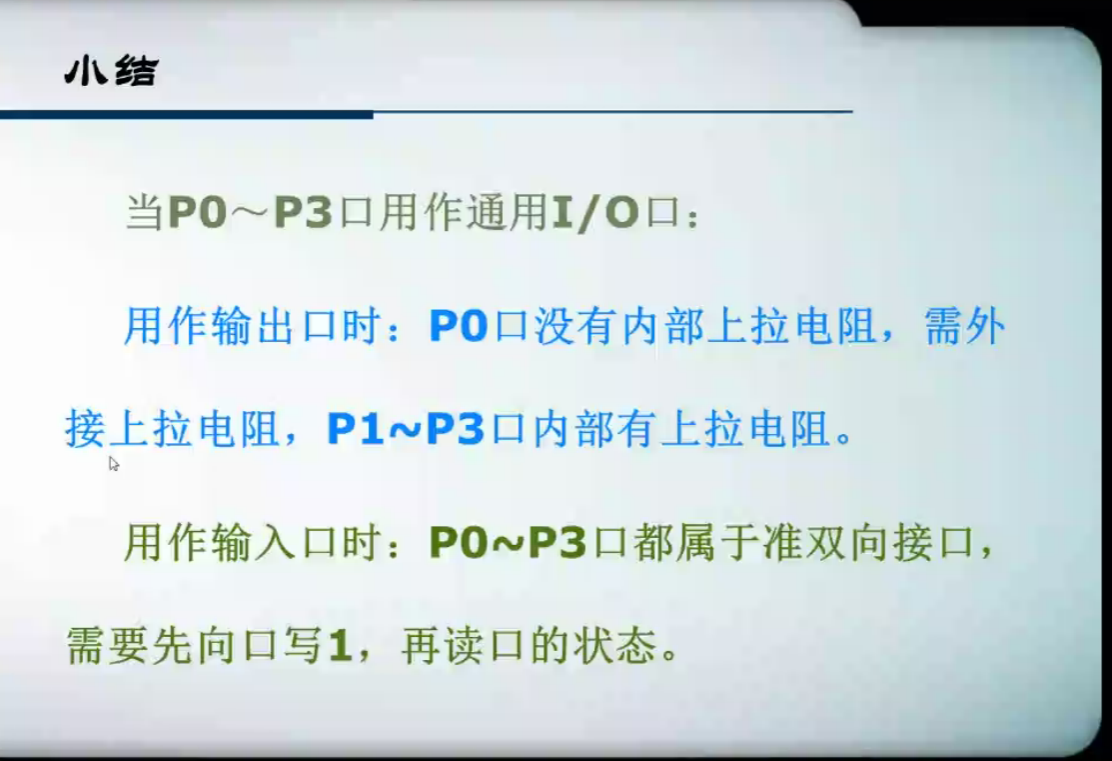 小结
当P0～P3口用作通用I/O口：
用作输出口时：P0口没有内部上拉电阻，需外
接上拉电阻，P1~P3口内部有上拉电阻。
用作输入口时：P0~P3口都属于准双向接口，
需要先向口写1，再读口的状态。